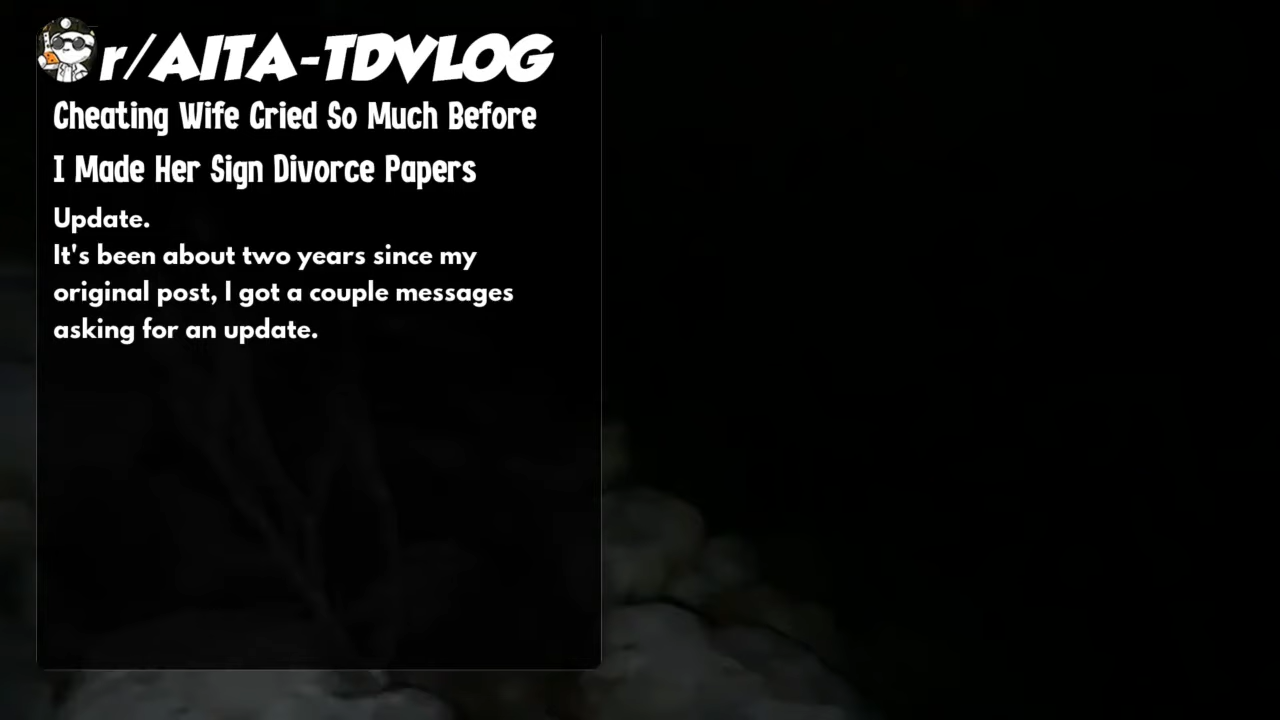 r/AITA-TDVLOG
Cheating Wife Cried So Much Before
I Made Her Sign Divorce Papers
Update.
It's been about two years since my
original post, I got a couple messages
asking for an update.